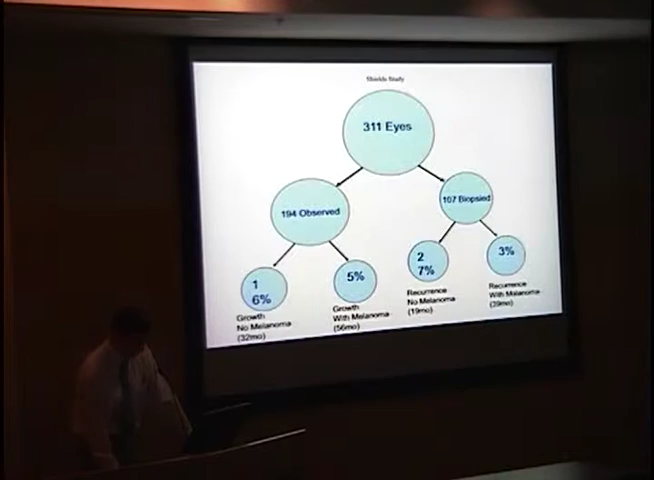 Shields Study
311 Eyes
194 Observed
107 Biopsied
1
6%
5%
2
7%
3%
Growth
No Melanoma
(32mo)
Growth
With Melanoma
(56mo)
Recurrence
No Melanoma
(19mo)
Recurrence
With Malanoma
(39mo)